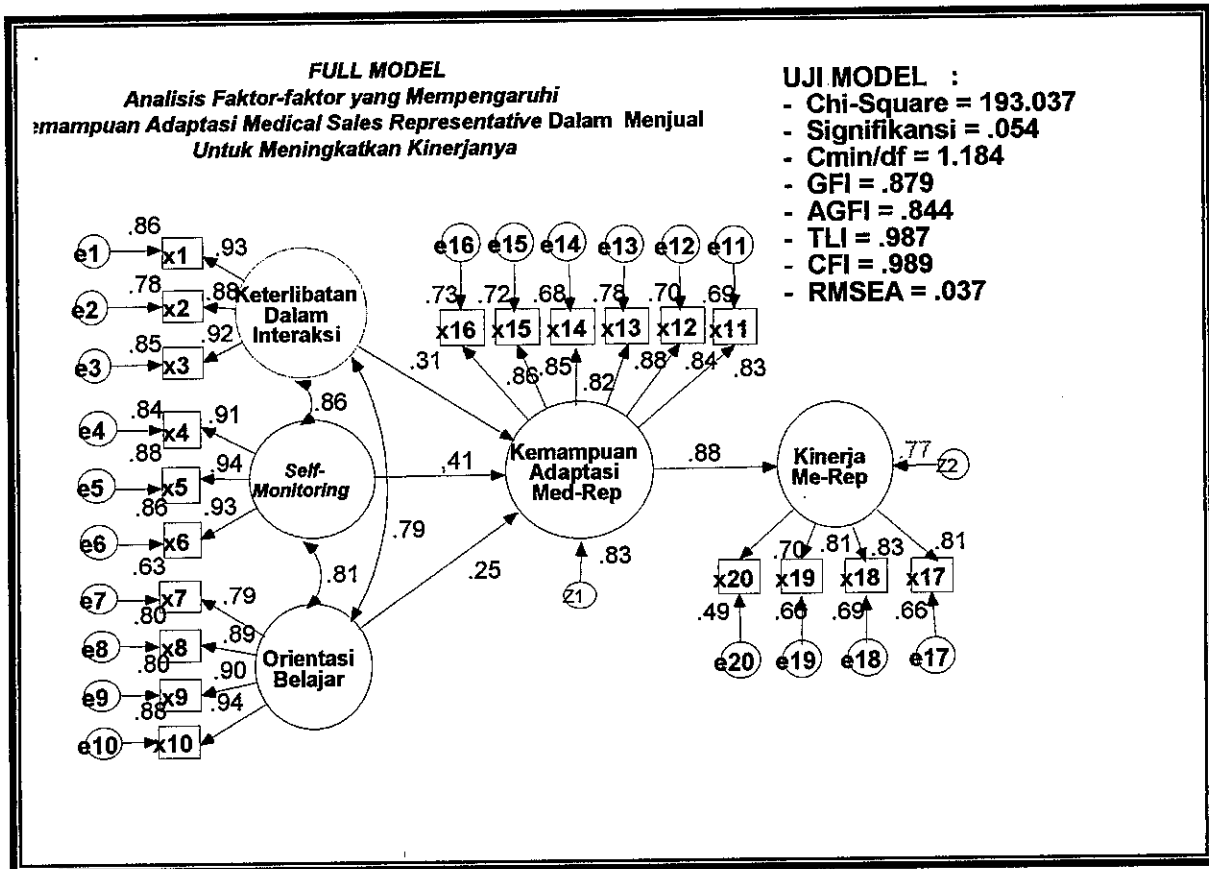 FULL MODEL
Analisis Faktor-faktor yang Mempengaruhi
emampuan Adaptasi Medical Sales Representative Dalam Menjual
Untuk Meningkatkan Kinerjanya
UJI MODEL :
- Chi-Square = 193.037
- Signifikansi = .054
- Cmin/df = 1.184
- GFI = .879
- AGFI = .844
- TLI = .987
- CFI = .989
- RMSEA = .037
.86
e1 x1 .93
.78
e2 x2 .88
.85
e3 x3 .92
Keterlibatan
Dalam
Interaksi
.84
e4 x4 .91
.88
e5 x5 .94
.86
e6 x6 .93
Self-
Monitoring
.63
e7 x7 .79
.80
e8 x8 .89
.80
e9 x9 .90
.88
e10 x10 .94
Orientasi
Belajar
.86
.79
.81
.31
,41
.25
e16 e15 e14 e13 e12 e11
.73 .72 .68 .78 .70 .69
x16 x15 x14 x13 x12 x11
.86 .85 .82 .88 .84 .83
Kemampuan
Adaptasi
Med-Rep
.83
Z1
.88
Kinerja
Me-Rep
.77
Z2
.70 .81 .83 .81
x20 x19 x18 x17
.49 .66 .69 .66
e20 e19 e18 e17